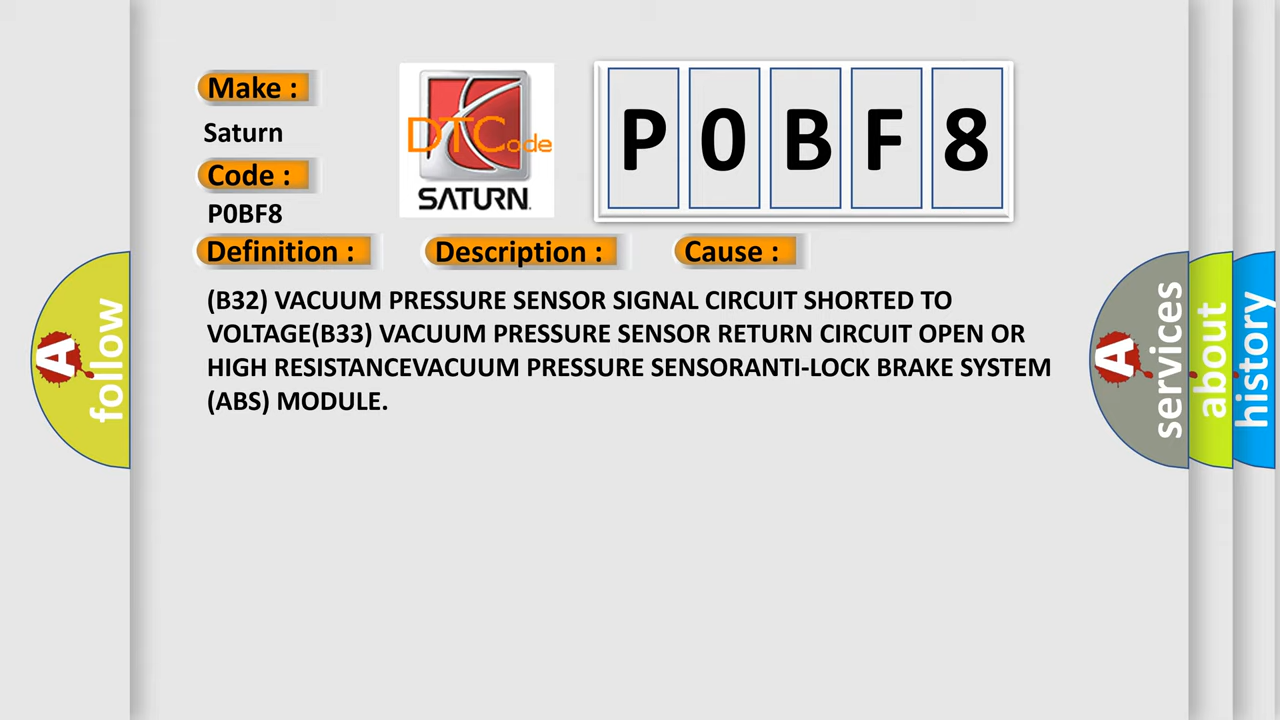 Make :
Saturn
Code :
P0BF8
DTCode
SATURN
P0BF8
Definition :
Description :
Cause :
(B32) VACUUM PRESSURE SENSOR SIGNAL CIRCUIT SHORTED TO
VOLTAGE(B33) VACUUM PRESSURE SENSOR RETURN CIRCUIT OPEN OR
HIGH RESISTANCEVACUUM PRESSURE SENSORANTI-LOCK BRAKE SYSTEM
(ABS) MODULE.
A follow
A services
about
history